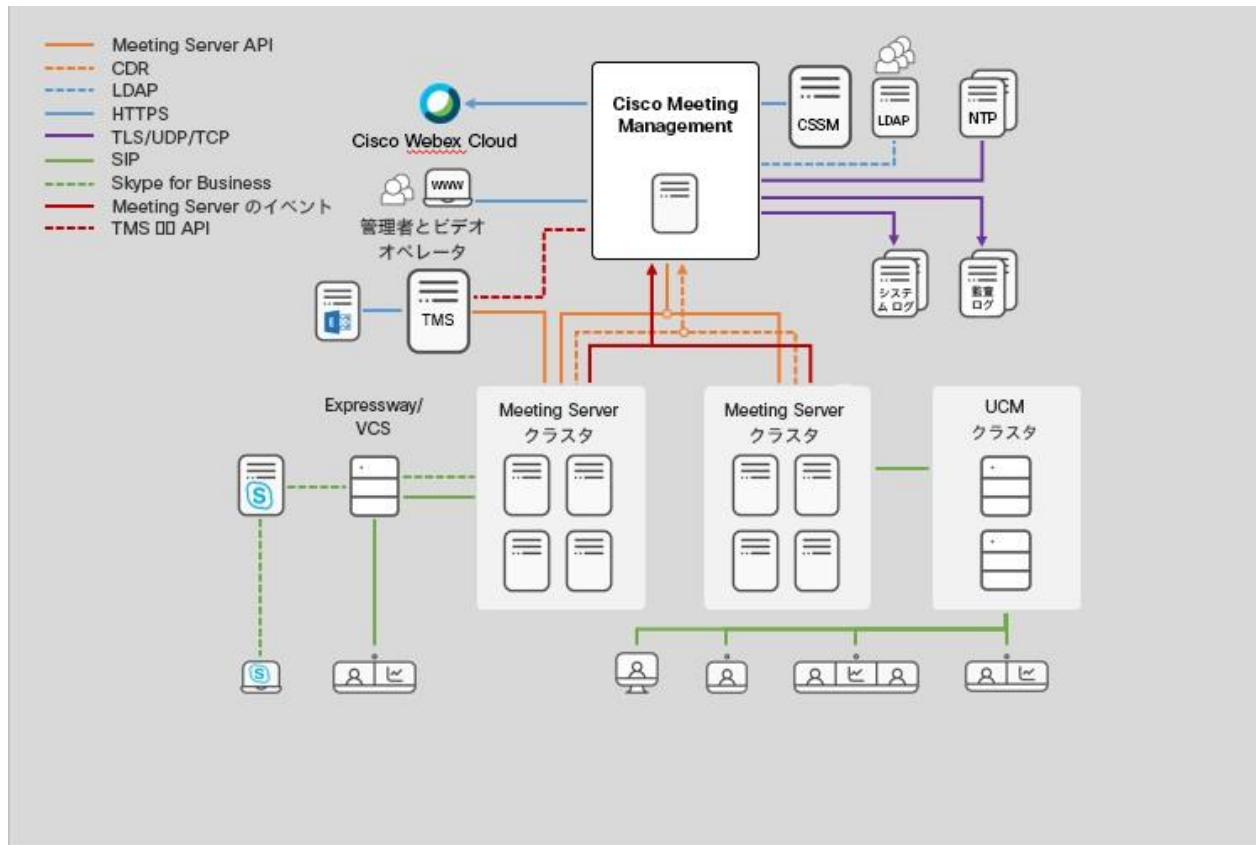 Meeting Server API
CDR
LDAP
HTTPS
TLS/UDP/TCP
SIP
Skype for Business
Meeting Server のイベント
TMS □□ API
Cisco Webex Cloud
www
管理者とビデオ
オペレータ
Cisco Meeting
Management
CSSM
LDAP
NTP
システ
ム ログ
監査
ログ
TMS
Expressway/
VCS
Meeting Server
クラスタ
Meeting Server
クラスタ
UCM
クラスタ
S
S